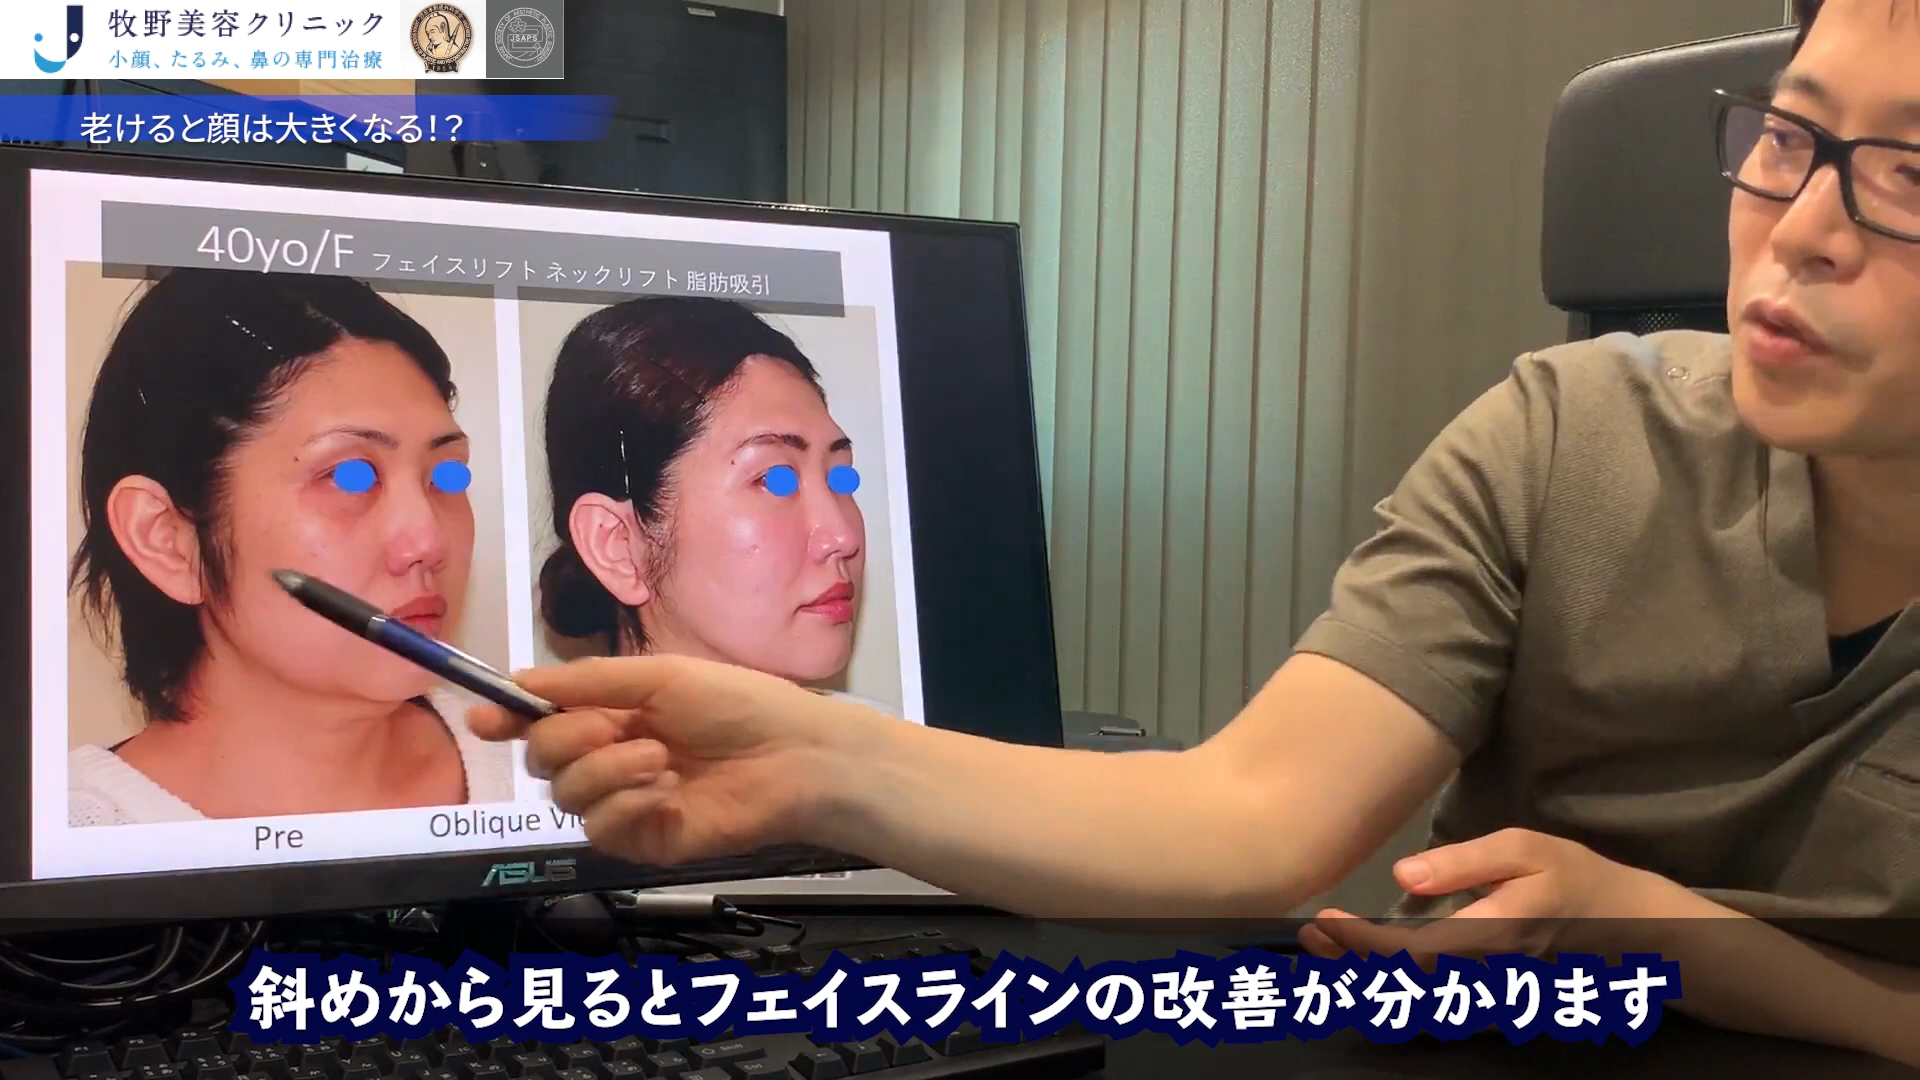 牧野美容クリニック
小顔、たるみ、鼻の専門治療
JSAPS
老けると顔は大きくなる!?
40yo/F フェイスリフト ネックリフト 脂肪吸引
Pre
Oblique
ASUS
斜めから見るとフェイスラインの改善が分かります